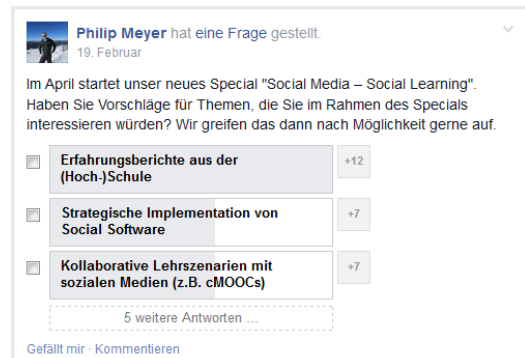 Philip Meyer hat eine Frage gestellt.
19. Februar
Im April startet unser neues Special "Social Media – Social Learning".
Haben Sie Vorschläge für Themen, die Sie im Rahmen des Specials
interessieren würden? Wir greifen das dann nach Möglichkeit gerne auf.
Erfahrungsberichte aus der
(Hoch-)Schule
+12
Strategische Implementation von
Social Software
+7
Kollaborative Lehrszenarien mit
sozialen Medien (z.B. cMOOCs)
+7
5 weitere Antworten ...
Gefällt mir · Kommentieren